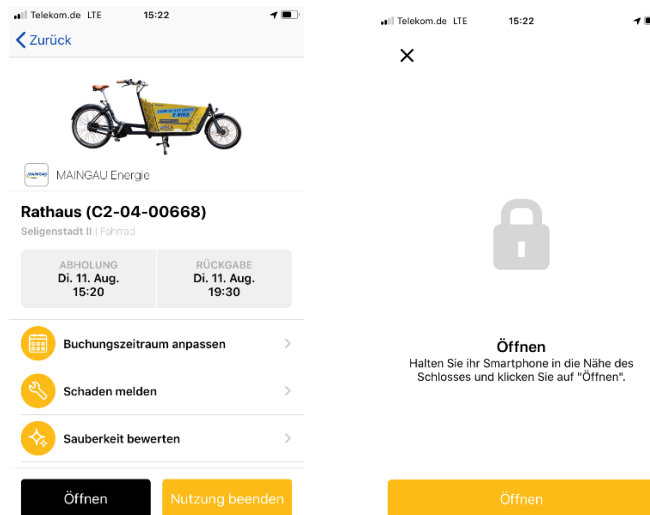 Telekom.de LTE 15:22
Zurück
MAINGAU Energie
Rathaus (C2-04-00668)
Seligenstadt II | Fahrrad
ABHOLUNG
Di. 11. Aug.
15:20
RÜCKGABE
Di. 11. Aug.
19:30
Buchungszeitraum anpassen
Schaden melden
Sauberkeit bewerten
Öffnen
Nutzung beenden
Telekom.de LTE 15:22
Öffnen
Halten Sie ihr Smartphone in die Nähe des
Schlosses und klicken Sie auf "Öffnen".
Öffnen